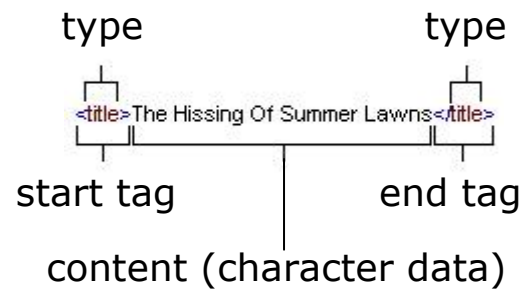 type type
<title>The Hissing Of Summer Lawns</title>
start tag end tag
content (character data)